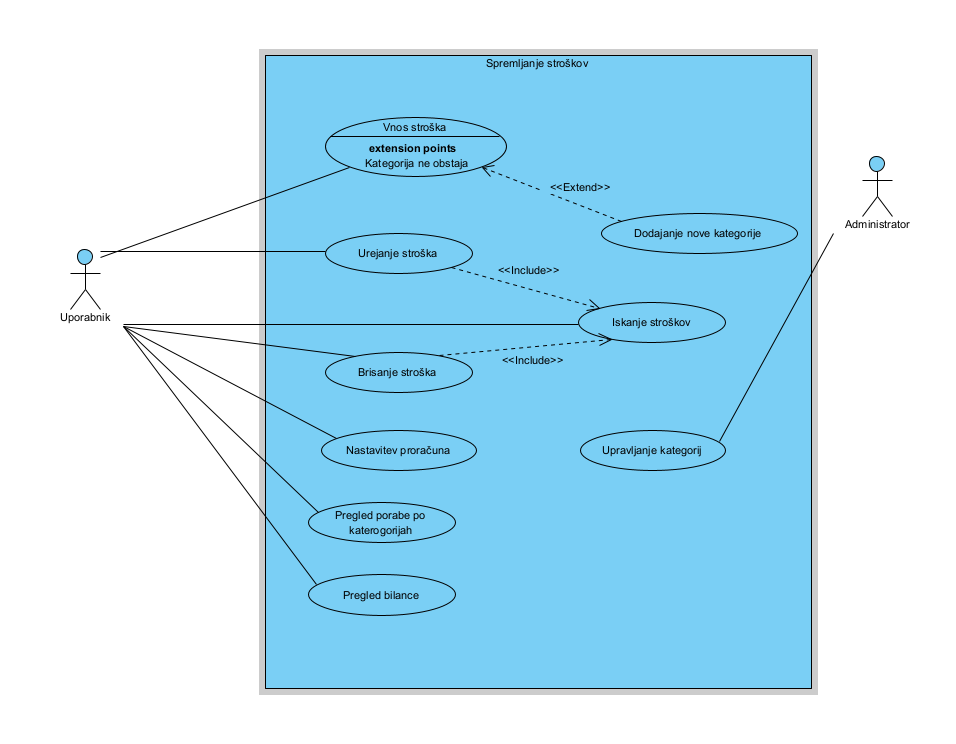 Spremljanje stroškov
Vnos stroška
extension points
Kategorija ne obstaja
<<Extend>>
Administrator
Dodajanje nove kategorije
Urejanje stroška
<<Include>>
Uporabnik
Iskanje stroškov
<<Include>>
Brisanje stroška
Nastavitev proračuna
Upravljanje kategorij
Pregled porabe po
katerogorijah
Pregled bilance